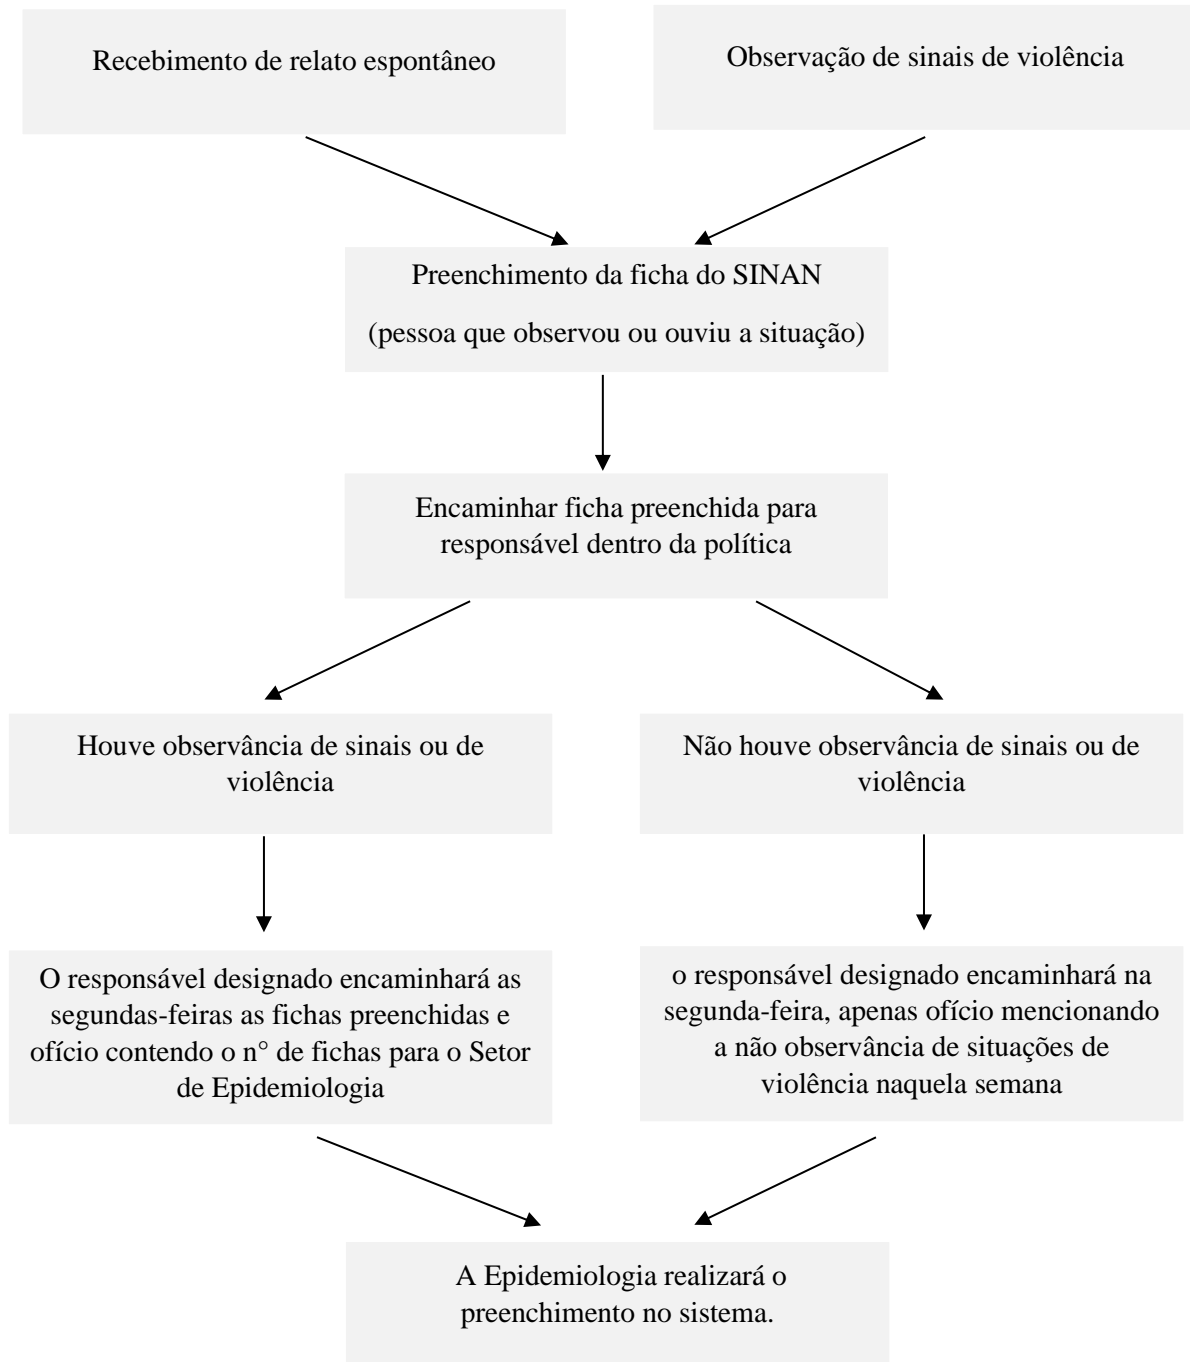 Recebimento de relato espontâneo
Observação de sinais de violência
Preenchimento da ficha do SINAN
(pessoa que observou ou ouviu a situação)
Encaminhar ficha preenchida para
responsável dentro da política
Houve observância de sinais ou de
violência
Não houve observância de sinais ou de
violência
O responsável designado encaminhará as
segundas-feiras as fichas preenchidas e
ofício contendo o n° de fichas para o Setor
de Epidemiologia
o responsável designado encaminhará na
segunda-feira, apenas ofício mencionando
a não observância de situações de
violência naquela semana
A Epidemiologia realizará o
preenchimento no sistema.